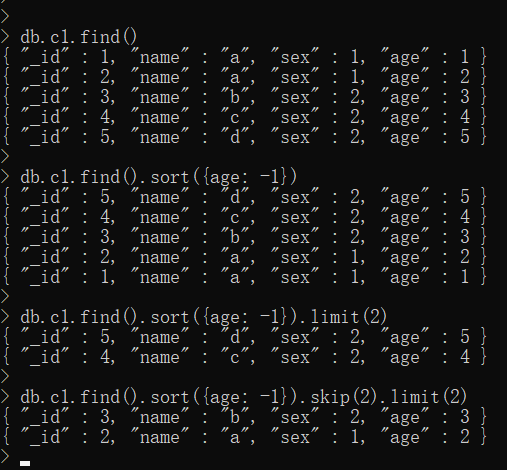 >
>
> db.c1.find()
{ "_id" : 1, "name" : "a", "sex" : 1, "age" : 1 }
{ "_id" : 2, "name" : "a", "sex" : 1, "age" : 2 }
{ "_id" : 3, "name" : "b", "sex" : 2, "age" : 3 }
{ "_id" : 4, "name" : "c", "sex" : 2, "age" : 4 }
{ "_id" : 5, "name" : "d", "sex" : 2, "age" : 5 }
>
> db.c1.find().sort({age: -1})
{ "_id" : 5, "name" : "d", "sex" : 2, "age" : 5 }
{ "_id" : 4, "name" : "c", "sex" : 2, "age" : 4 }
{ "_id" : 3, "name" : "b", "sex" : 2, "age" : 3 }
{ "_id" : 2, "name" : "a", "sex" : 1, "age" : 2 }
{ "_id" : 1, "name" : "a", "sex" : 1, "age" : 1 }
>
> db.c1.find().sort({age: -1}).limit(2)
{ "_id" : 5, "name" : "d", "sex" : 2, "age" : 5 }
{ "_id" : 4, "name" : "c", "sex" : 2, "age" : 4 }
>
> db.c1.find().sort({age: -1}).skip(2).limit(2)
{ "_id" : 3, "name" : "b", "sex" : 2, "age" : 3 }
{ "_id" : 2, "name" : "a", "sex" : 1, "age" : 2 }
>